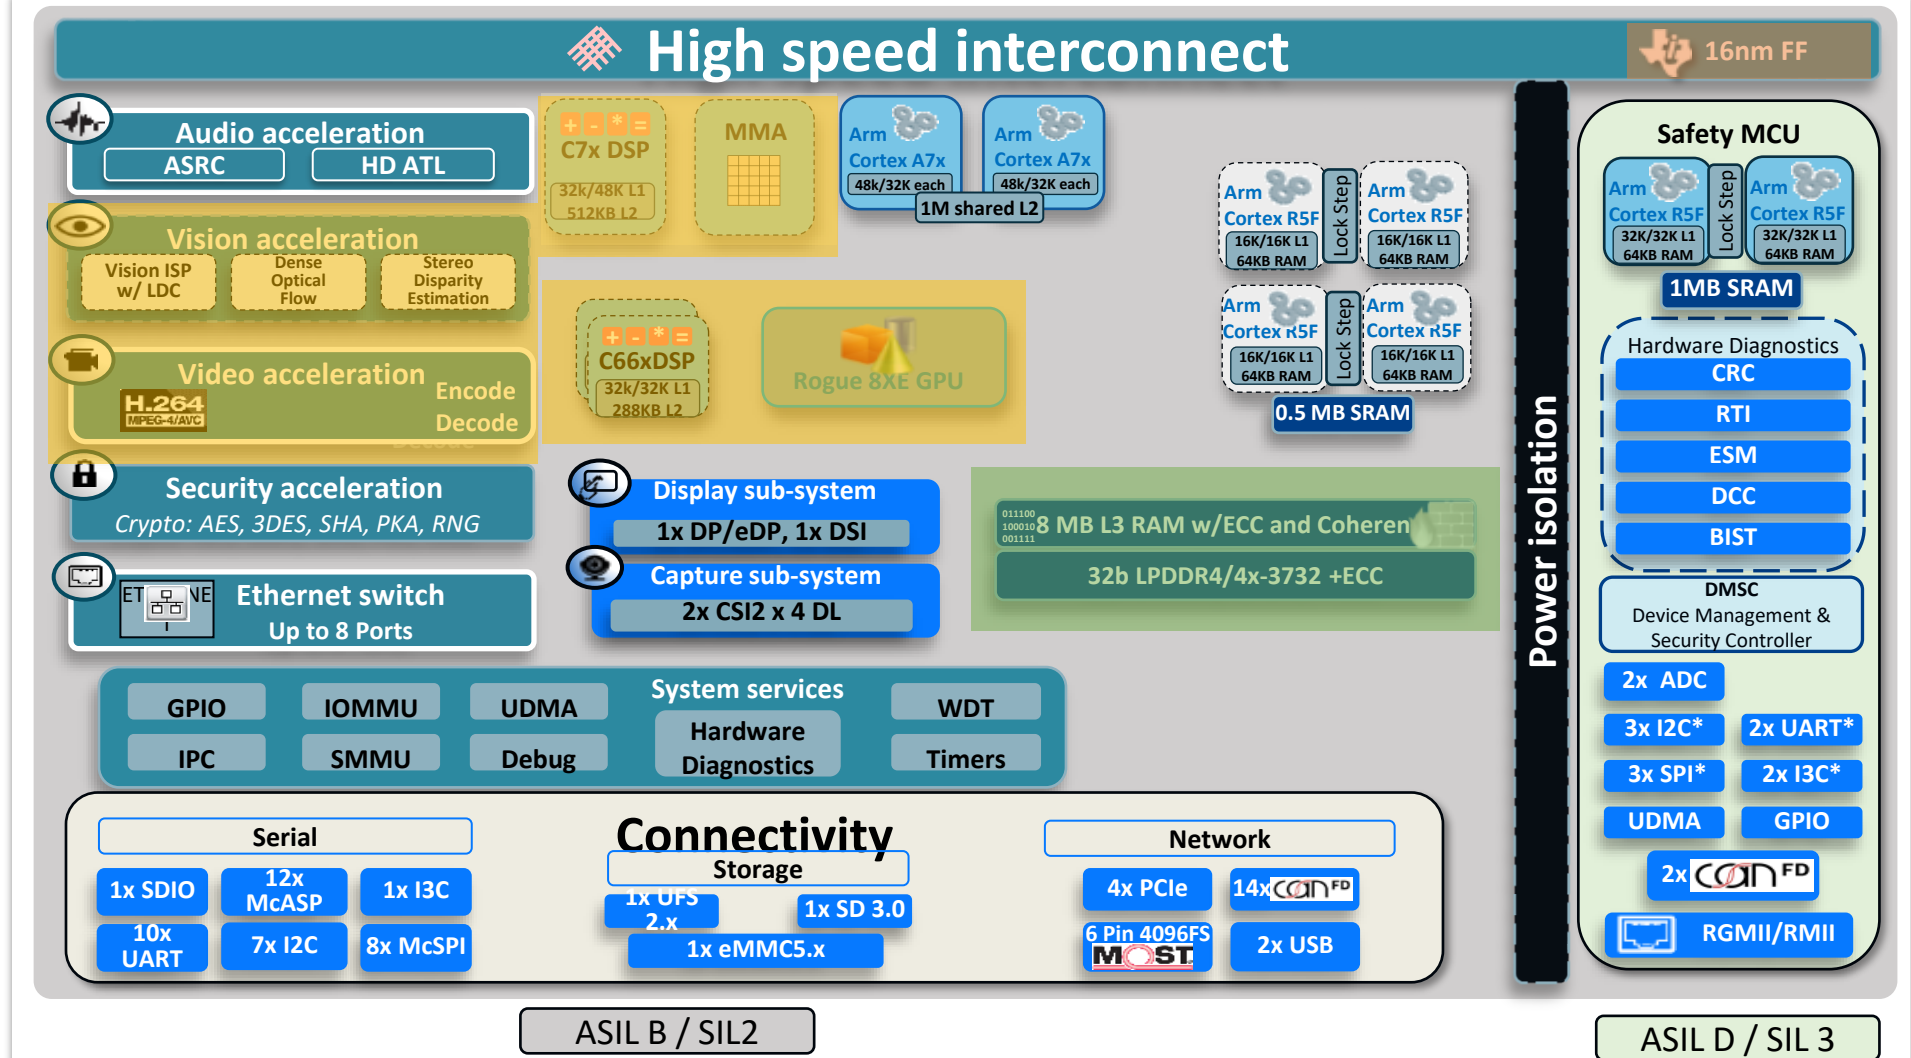 High speed interconnect
16nm FF
Audio acceleration
ASRC
HD ATL
Vision acceleration
Vision ISP
w/ LDC
Dense
Optical
Flow
Stereo
Disparity
Estimation
Video acceleration
H.264
MPEG-4/AVC
Encode
Decode
Security acceleration
Crypto: AES, 3DES, SHA, PKA, RNG
Ethernet switch
Up to 8 Ports
+ - * =
C7x DSP
32k/48K L1
512KB L2
MMA
Arm
Cortex A7x
48k/32K each
Arm
Cortex A7x
48k/32K each
1M shared L2
+ - * =
C66xDSP
32k/32K L1
288KB L2
Rogue 8XE GPU
Arm
Cortex R5F
16K/16K L1
64KB RAM
Lock Step
Arm
Cortex R5F
16K/16K L1
64KB RAM
Arm
Cortex R5F
16K/16K L1
64KB RAM
Lock Step
Arm
Cortex R5F
16K/16K L1
64KB RAM
0.5 MB SRAM
Display sub-system
1x DP/eDP, 1x DSI
Capture sub-system
2x CSI2 x 4 DL
011100
100010
001111
8 MB L3 RAM w/ECC and Coheren
32b LPDDR4/4x-3732 +ECC
System services
GPIO
IOMMU
UDMA
Hardware
Diagnostics
WDT
IPC
SMMU
Debug
Timers
Connectivity
Serial
1x SDIO
12x
McASP
1x I3C
10x
UART
7x I2C
8x McSPI
Storage
1x UFS
2.x
1x SD 3.0
1x eMMC5.x
Network
4x PCIe
14x CAN FD
6 Pin 4096FS
MOST
2x USB
Power isolation
Safety MCU
Arm
Cortex R5F
32K/32K L1
64KB RAM
Lock Step
Arm
Cortex R5F
32K/32K L1
64KB RAM
1MB SRAM
Hardware Diagnostics
CRC
RTI
ESM
DCC
BIST
DMSC
Device Management &
Security Controller
2x ADC
3x I2C*
2x UART*
3x SPI*
2x I3C*
UDMA
GPIO
2x CAN FD
RGMII/RMII
ASIL B / SIL2
ASIL D / SIL 3